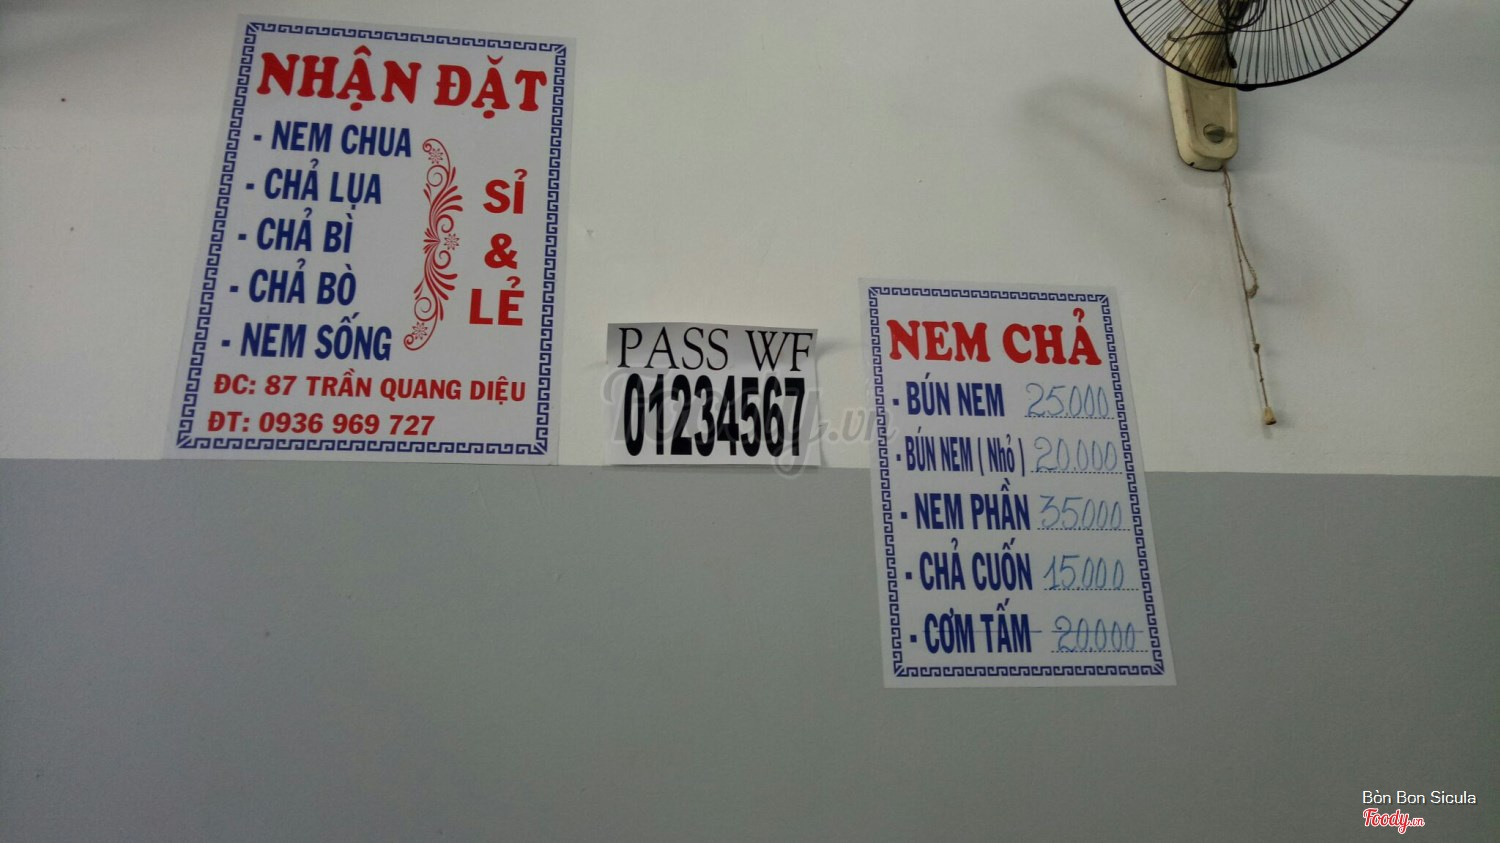 NHẬN ĐẶT
- NEM CHUA
- CHẢ LỤA
- CHẢ BÌ
- CHẢ BÒ
- NEM SỐNG
SỈ
&
LẺ
ĐC: 87 TRẦN QUANG DIỆU
ĐT: 0936 969 727
PASS WF
01234567
NEM CHẢ
- BÚN NEM 25.000
- BÚN NEM ( Nhỏ ) 20.000
- NEM PHẦN 35.000
- CHẢ CUỐN 15.000
- CƠM TẤM 20.000
Foody.vn
Bòn Bon Sicula
Foody.vn